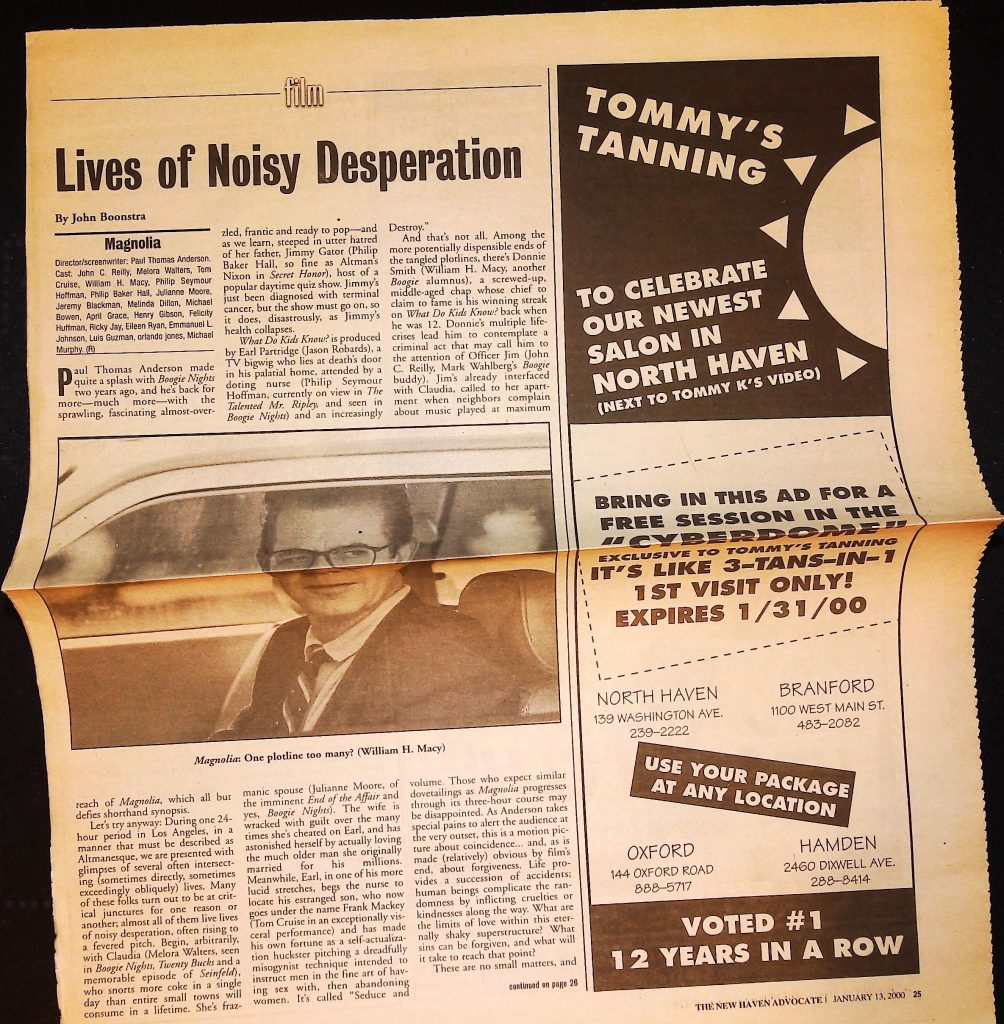 film
Lives of Noisy Desperation
By John Boonstra
Magnolia
Director/screenwriter: Paul Thomas Anderson.
Cast: John C. Reilly, Melora Walters, Tom
Cruise, William H. Macy, Philip Seymour
Hoffman, Philip Baker Hall, Julianne Moore,
Jeremy Blackman, Melinda Dillon, Michael
Bowen, April Grace, Henry Gibson, Felicity
Huffman, Ricky Jay, Eileen Ryan, Emmanuel L.
Johnson, Luis Guzman, orlando jones, Michael
Murphy. (R)
Paul Thomas Anderson made
quite a splash with Boogie Nights
two years ago, and he's back for
more—much more—with the
sprawling, fascinating almost-over-
reach of Magnolia, which all but
defies shorthand synopsis.
Let's try anyway: During one 24-
hour period in Los Angeles, in a
manner that must be described as
Altmanesque, we are presented with
glimpses of several often intersect-
ing (sometimes directly, sometimes
exceedingly obliquely) lives. Many
of these folks turn out to be at crit-
ical junctures for one reason or
another; almost all of them live lives
of noisy desperation, often rising to
a fevered pitch. Begin, arbitrarily,
with Claudia (Melora Walters, seen
in Boogie Nights, Twenty Bucks and a
memorable episode of Seinfeld),
who snorts more coke in a single
day than entire small towns will
consume in a lifetime. She's fraz-
zled, frantic and ready to pop—and
as we learn, steeped in utter hatred
of her father, Jimmy Gator (Philip
Baker Hall, so fine as Altman's
Nixon in Secret Honor), host of a
popular daytime quiz show. Jimmy's
just been diagnosed with terminal
cancer, but the show must go on, so
it does, disastrously, as Jimmy's
health collapses.
What Do Kids Know? is produced
by Earl Partridge (Jason Robards), a
TV bigwig who lies at death's door
in his palatial home, attended by a
doting nurse (Philip Seymour
Hoffman, currently on view in The
Talented Mr. Ripley, and seen in
Boogie Nights) and an increasingly
manic spouse (Julianne Moore, of
the imminent End of the Affair and
yes, Boogie Nights). The wife is
wracked with guilt over the many
times she's cheated on Earl, and has
astonished herself by actually loving
the much older man she originally
married for his millions.
Meanwhile, Earl, in one of his more
lucid stretches, begs the nurse to
locate his estranged son, who now
goes under the name Frank Mackey
(Tom Cruise in an exceptionally vis-
ceral performance) and has made
his own fortune as a self-actualiza-
tion huckster pitching a dreadfully
misogynist technique intended to
instruct men in the fine art of hav-
ing sex with, then abandoning
women. It's called "Seduce and
Destroy."
And that's not all. Among the
more potentially dispensible ends of
the tangled plotlines, there's Donnie
Smith (William H. Macy, another
Boogie alumnus), a screwed-up,
middle-aged chap whose chief to
claim to fame is his winning streak
on What Do Kids Know? back when
he was 12. Donnie's multiple life-
crises lead him to contemplate a
criminal act that may call him to
the attention of Officer Jim (John
C. Reilly, Mark Wahlberg's Boogie
buddy). Jim's already interfaced
with Claudia, called to her apart-
ment when neighbors complain
about music played at maximum
volume. Those who expect similar
dovetailings as Magnolia progresses
through its three-hour course may
be disappointed. As Anderson takes
special pains to alert the audience at
the very outset, this is a motion pic-
ture about coincidence... and, as is
made (relatively) obvious by film's
end, about forgiveness. Life pro-
vides a succession of accidents;
human beings complicate the ran-
domness by inflicting cruelties or
kindnesses along the way. What are
the limits of love within this eter-
nally shaky superstructure? What
sins can be forgiven, and what will
it take to reach that point?
These are no small matters, and
continued on page 26
Magnolia: One plotline too many? (William H. Macy)
TOMMY'S
TANNING
TO CELEBRATE
OUR NEWEST
SALON IN
NORTH HAVEN
(NEXT TO TOMMY K'S VIDEO)
BRING IN THIS AD FOR A
FREE SESSION IN THE
"CYBERDOME"
EXCLUSIVE TO TOMMY'S TANNING
IT'S LIKE 3-TANS-IN-1
1ST VISIT ONLY!
EXPIRES 1/31/00
NORTH HAVEN
139 WASHINGTON AVE.
239-2222
BRANFORD
1100 WEST MAIN ST.
483-2082
USE YOUR PACKAGE
AT ANY LOCATION
OXFORD
144 OXFORD ROAD
888-5717
HAMDEN
2460 DIXWELL AVE.
288-8414
VOTED #1
12 YEARS IN A ROW
THE NEW HAVEN ADVOCATE | JANUARY 13, 2000 25